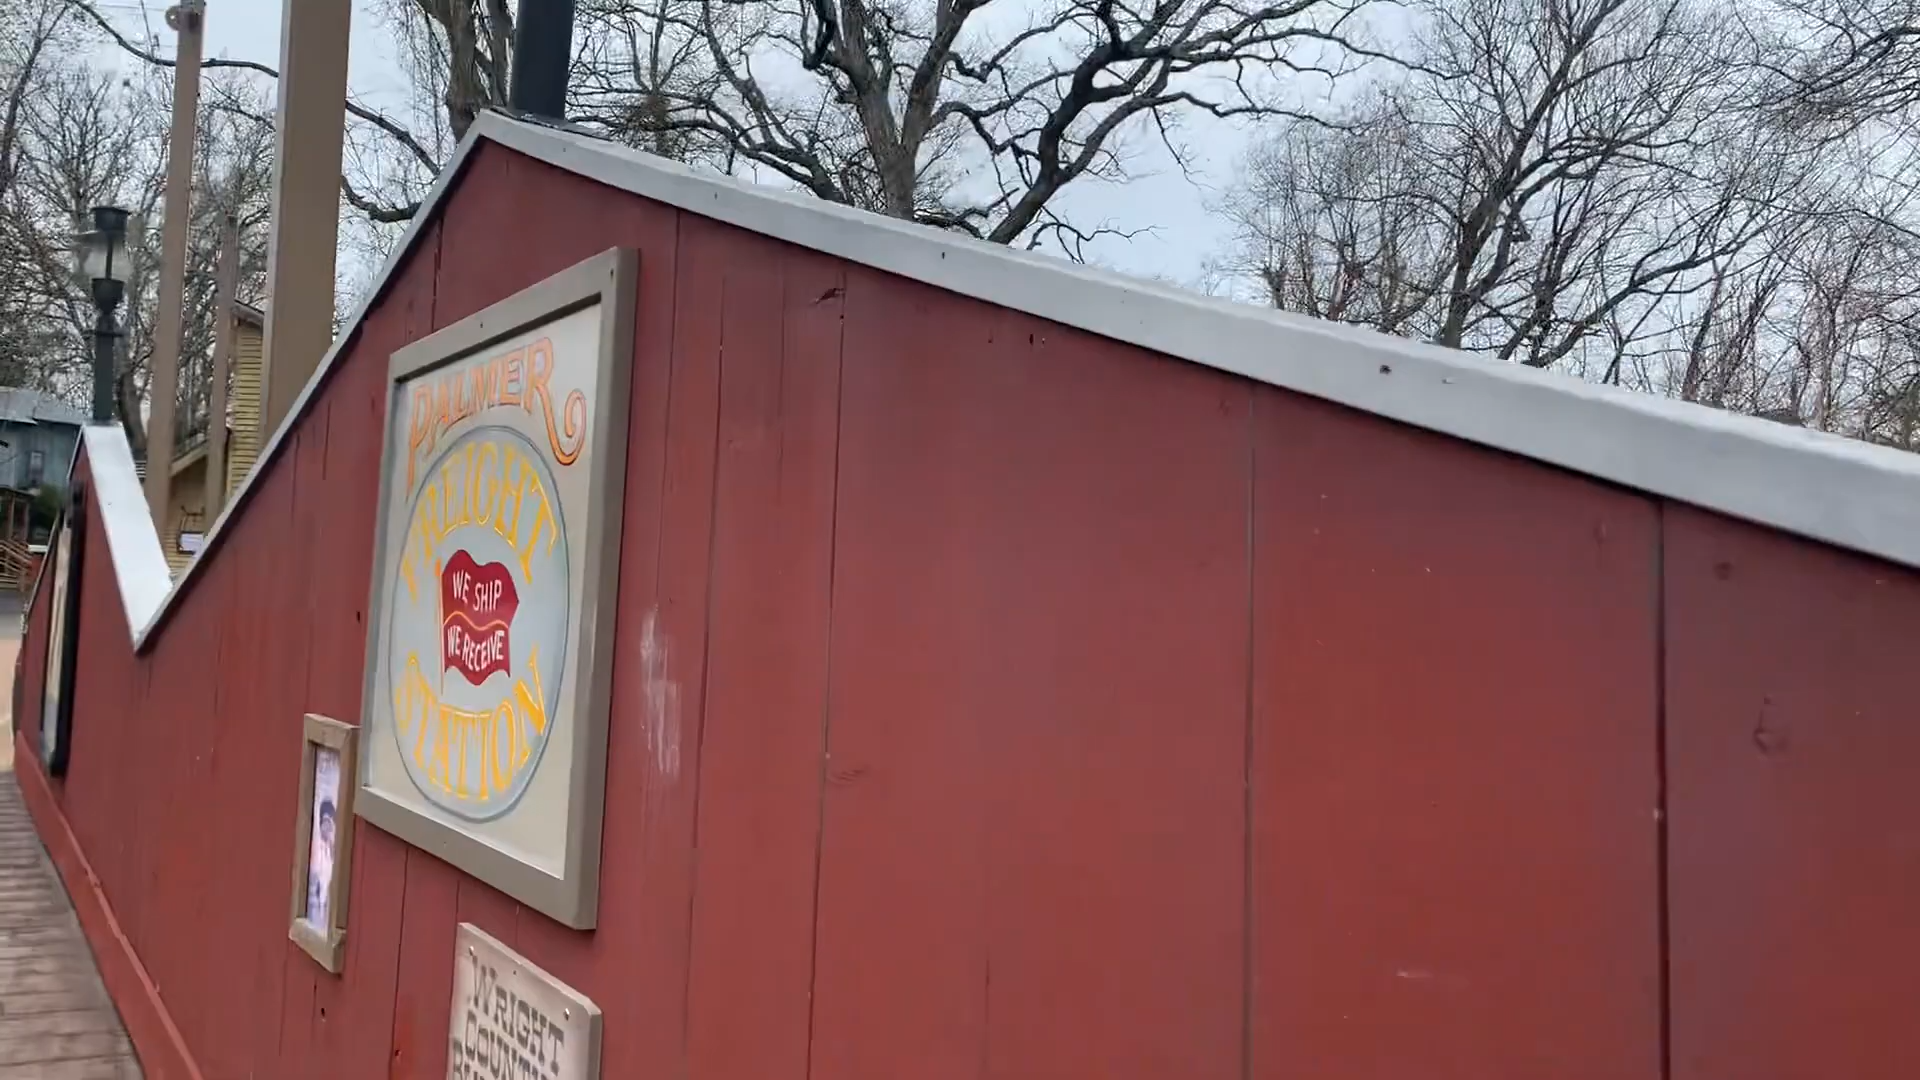 PALMER
FREIGHT
WE SHIP
WE RECEIVE
STATION
WRIGHT
COUNTY